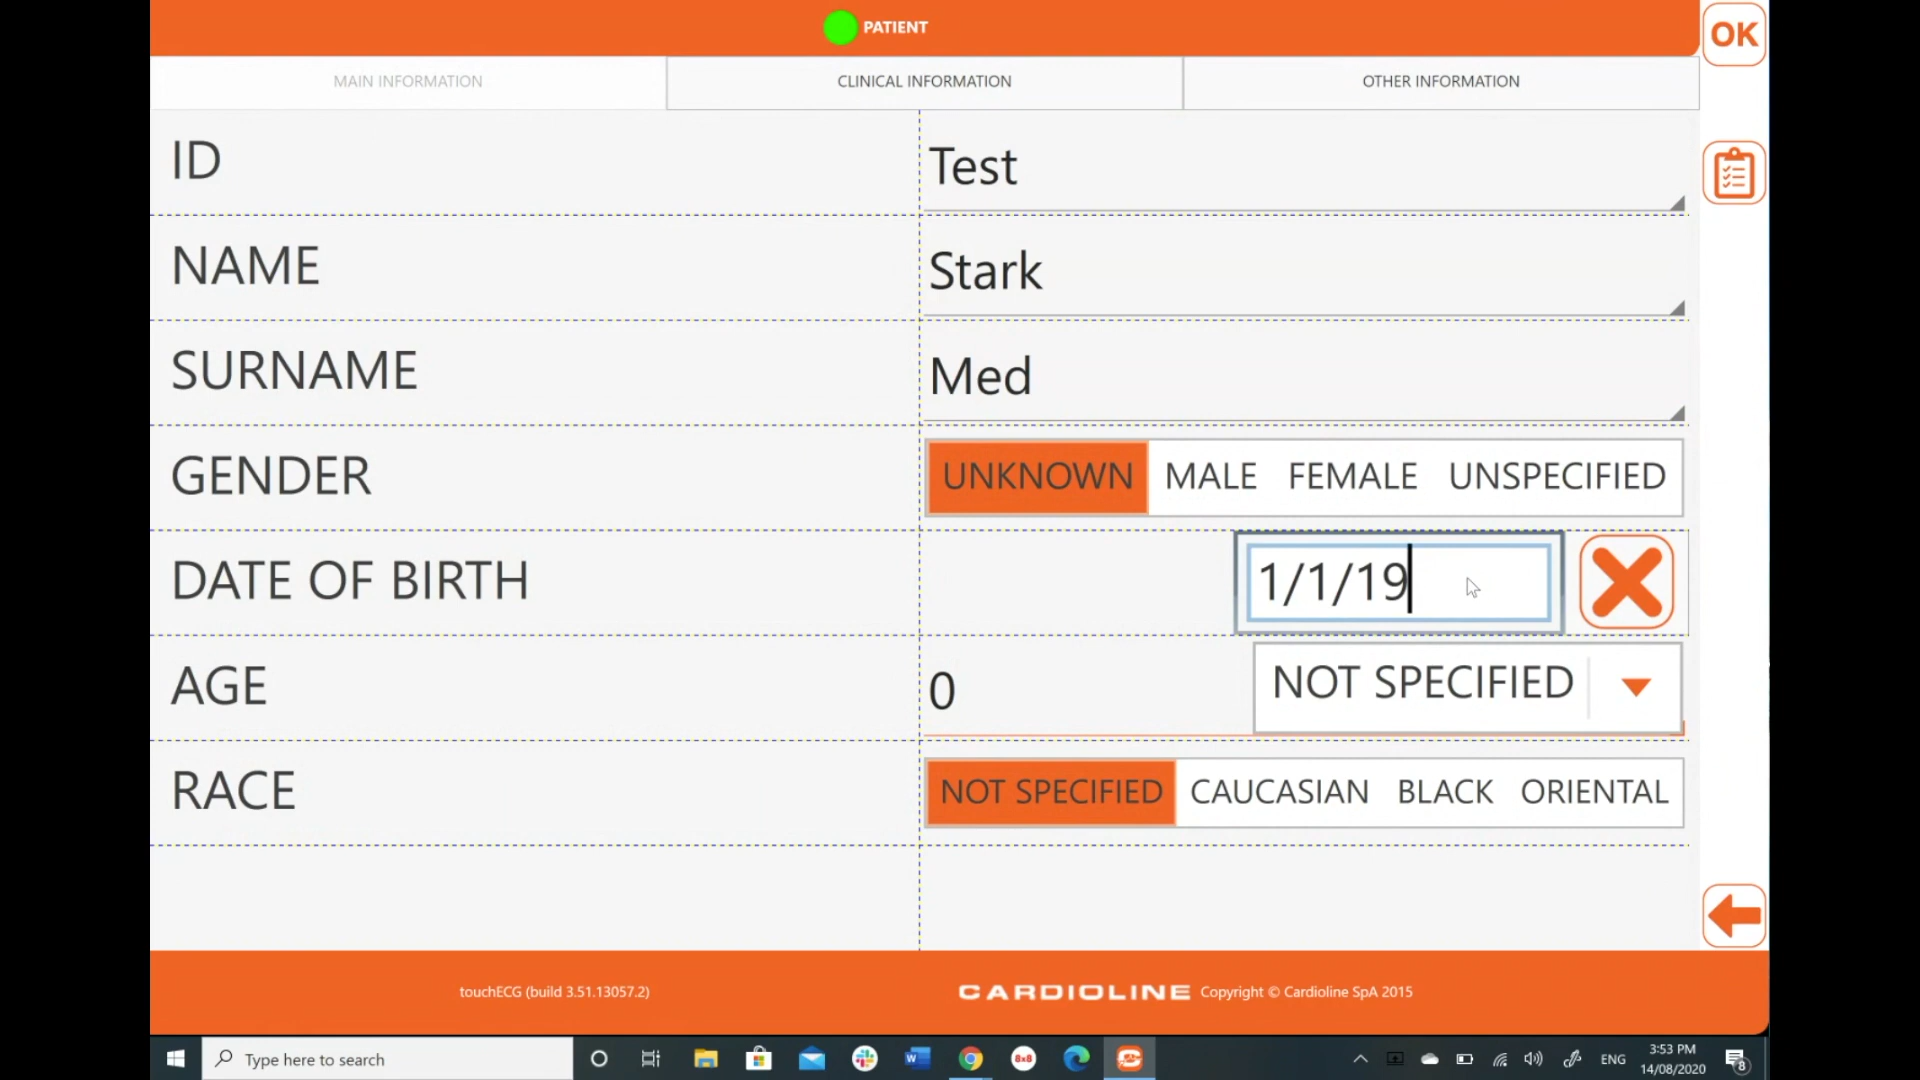 PATIENT
OK
MAIN INFORMATION
CLINICAL INFORMATION
OTHER INFORMATION
ID
Test
NAME
Stark
SURNAME
Med
GENDER
UNKNOWN MALE FEMALE UNSPECIFIED
DATE OF BIRTH
1/1/19
AGE
0
NOT SPECIFIED
RACE
NOT SPECIFIED CAUCASIAN BLACK ORIENTAL
touchECG (build 3.51.13057.2)
CARDIOLINE Copyright © Cardioline SpA 2015
Type here to search
W
8x8
ENG
3:53 PM
14/08/2020
8